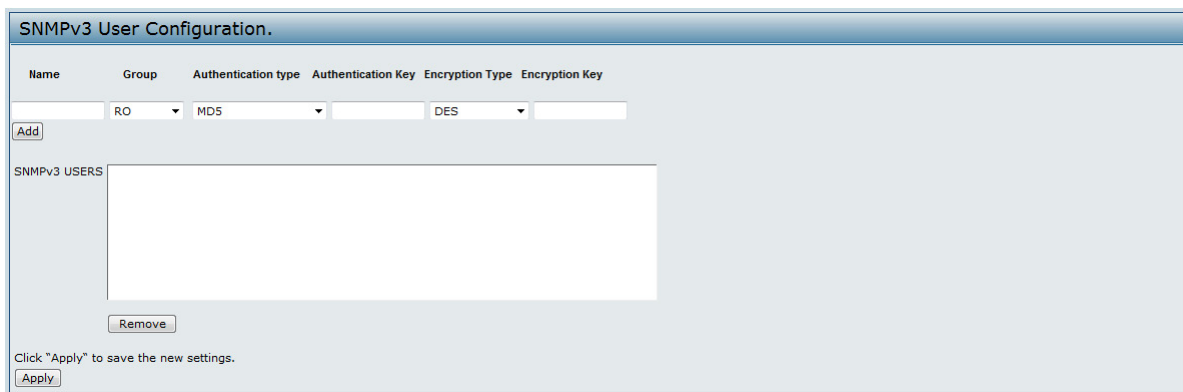 SNMPv3 User Configuration.
Name Group Authentication type Authentication Key Encryption Type Encryption Key
RO MD5 DES
Add
SNMPv3 USERS
Remove
Click "Apply" to save the new settings.
Apply